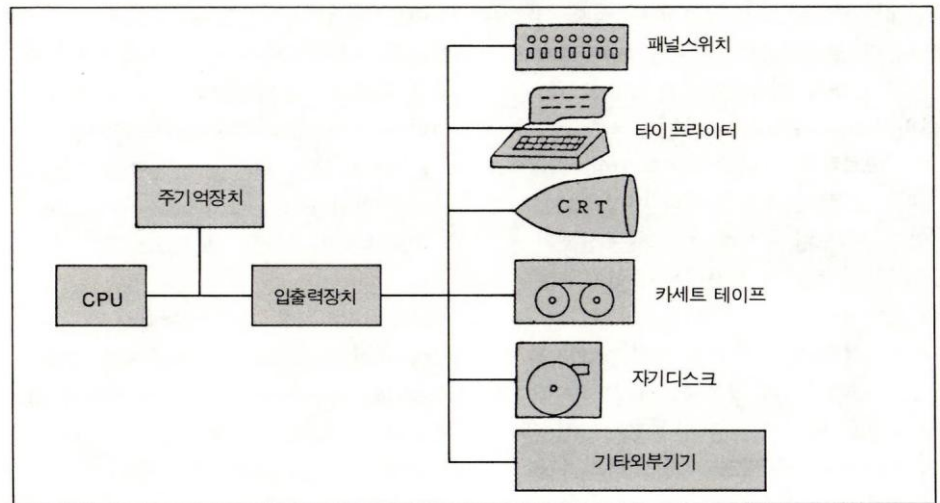 패널스위치
타이프라이터
주기억장치
CRT
CPU
입출력장치
카세트 테이프
자기디스크
기타외부기기